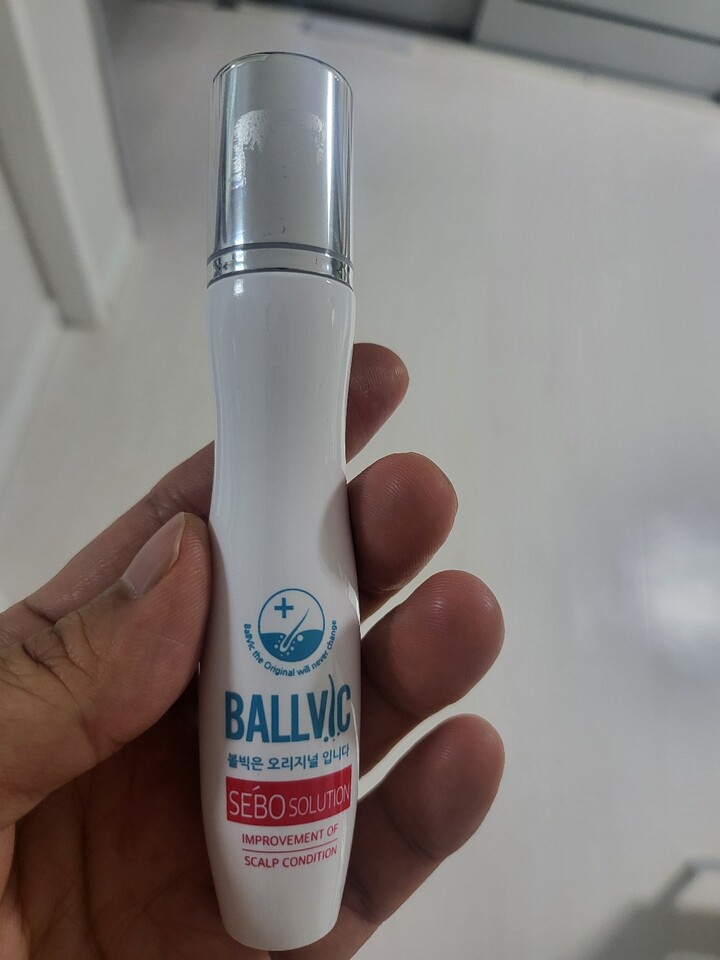 Ballvic the Original will never change
BALLVIC
볼빅은 오리지널 입니다
SÉBO SOLUTION
IMPROVEMENT OF
SCALP CONDITION